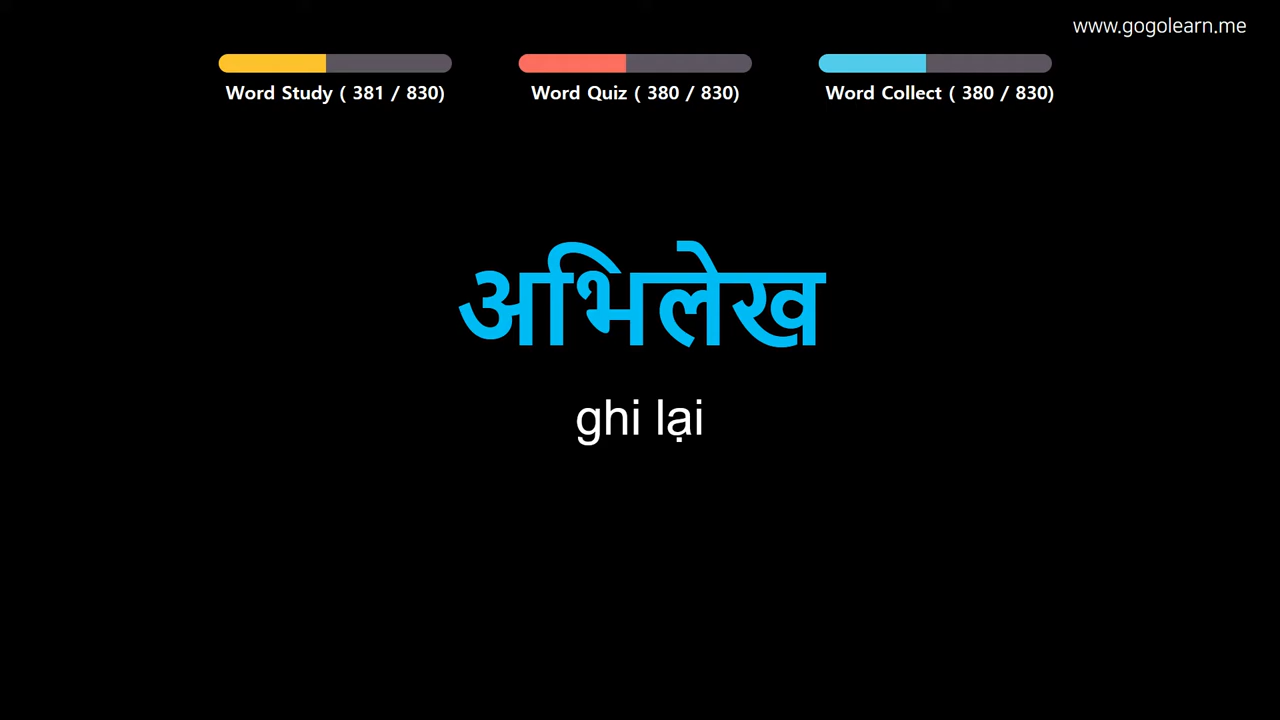 www.gogolearn.me
Word Study ( 381 / 830)
Word Quiz ( 380 / 830)
Word Collect ( 380 / 830)
अभिलेख
ghi lại